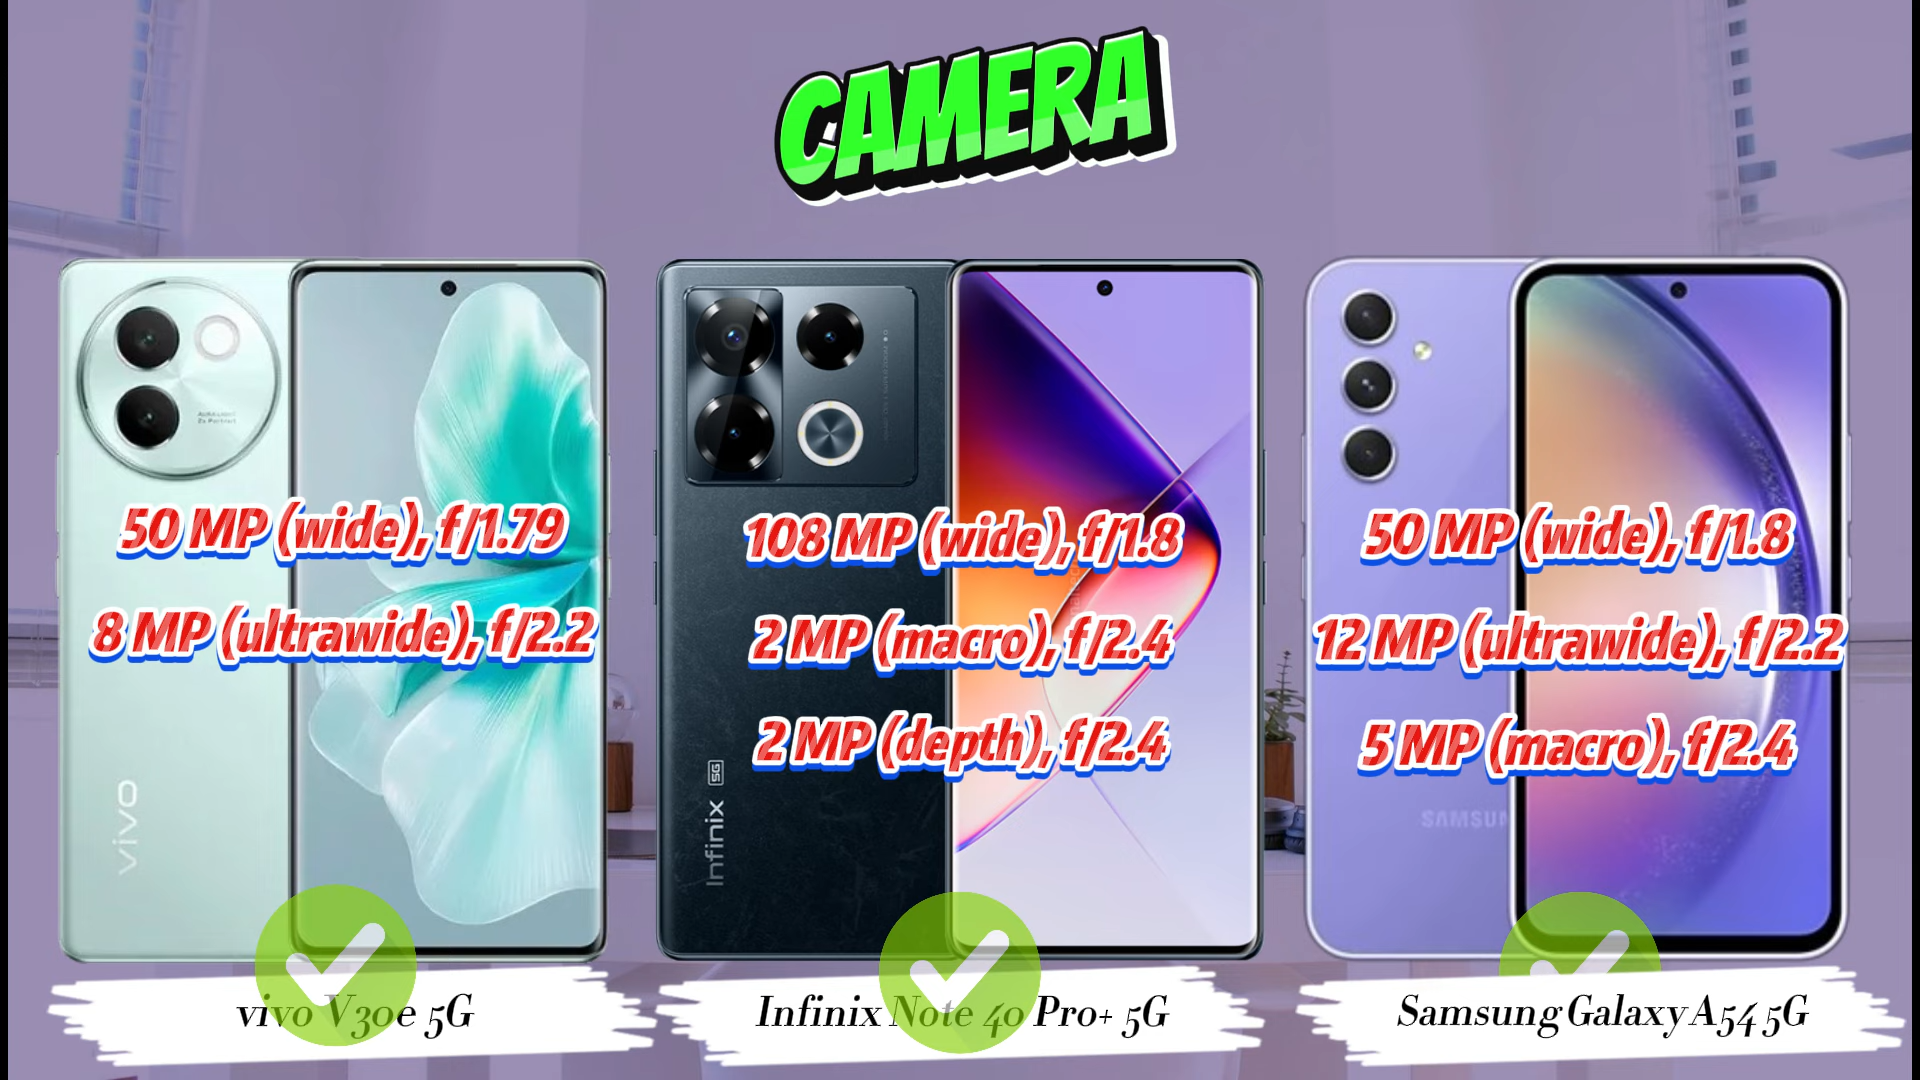 CAMERA
50 MP (wide), f/1.79
8 MP (ultrawide), f/2.2
108 MP (wide), f/1.8
2 MP (macro), f/2.4
2 MP (depth), f/2.4
50 MP (wide), f/1.8
12 MP (ultrawide), f/2.2
5 MP (macro), f/2.4
vivo
Infinix 5G
SAMSUN
vivo V30e 5G
Infinix Note 40 Pro+ 5G
Samsung Galaxy A54 5G